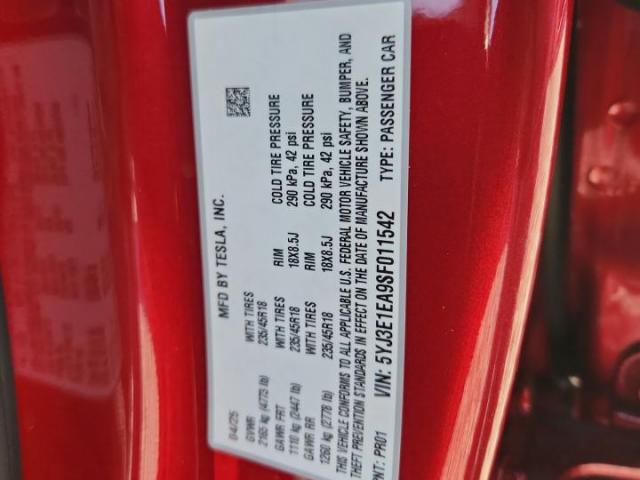 MFD BY TESLA, INC.
04/25
GVWR WITH TIRES RIM COLD TIRE PRESSURE
2165 kg (4773 lb) 235/45R18 18X8.5J 290 kPa, 42 psi
GAWR FRT WITH TIRES RIM COLD TIRE PRESSURE
1110 kg (2447 lb) 235/45R18 18X8.5J 290 kPa, 42 psi
GAWR RR
1260 kg (2778 lb) 235/45R18
THIS VEHICLE CONFORMS TO ALL APPLICABLE U.S. FEDERAL MOTOR VEHICLE SAFETY, BUMPER, AND
THEFT PREVENTION STANDARDS IN EFFECT ON THE DATE OF MANUFACTURE SHOWN ABOVE.
VIN: 5YJ3E1EA9SF011542 TYPE: PASSENGER CAR
PNT: PR01